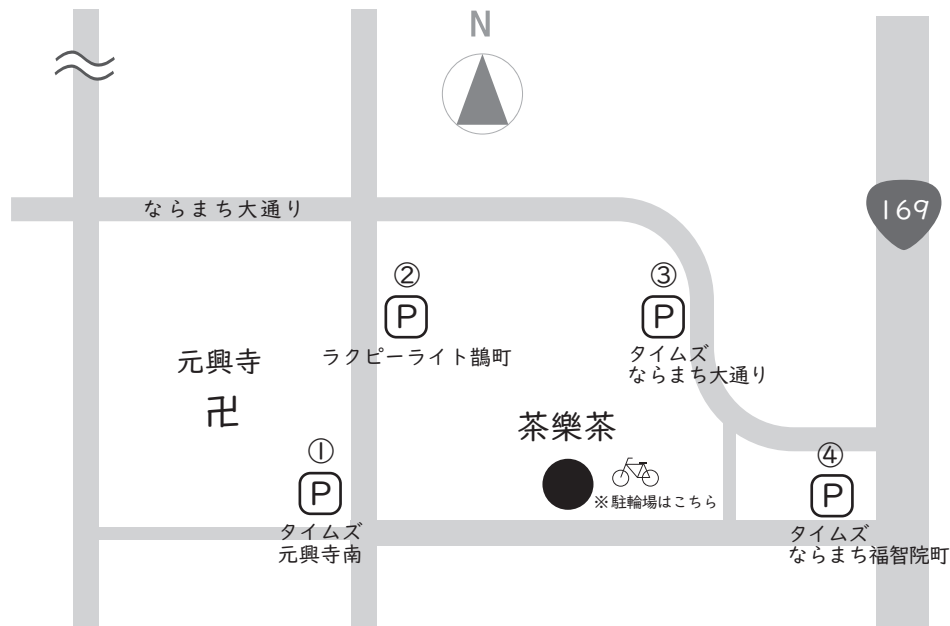 N
ならまち大通り
169
②
P
ラクピーライト鵲町
③
P
タイムズ
ならまち大通り
元興寺
卍
茶樂茶
※駐輪場はこちら
①
P
タイムズ
元興寺南
④
P
タイムズ
ならまち福智院町